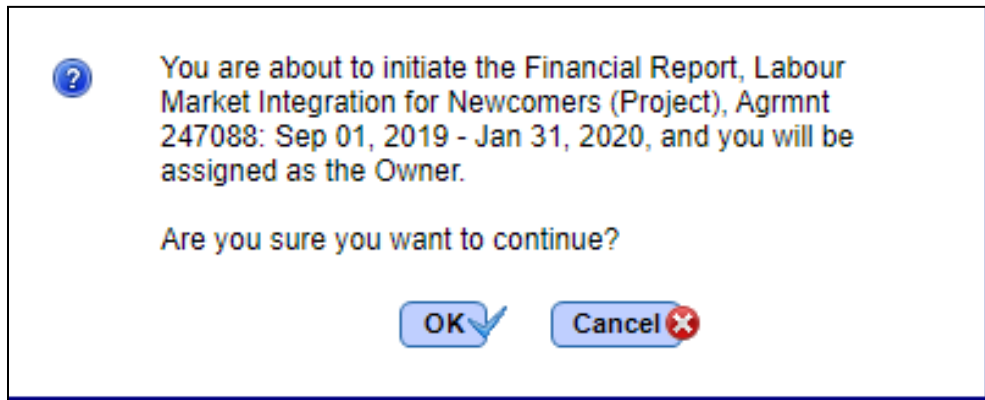 You are about to initiate the Financial Report, Labour
Market Integration for Newcomers (Project), Agrmnt
247088: Sep 01, 2019 - Jan 31, 2020, and you will be
assigned as the Owner.
Are you sure you want to continue?
OK
Cancel